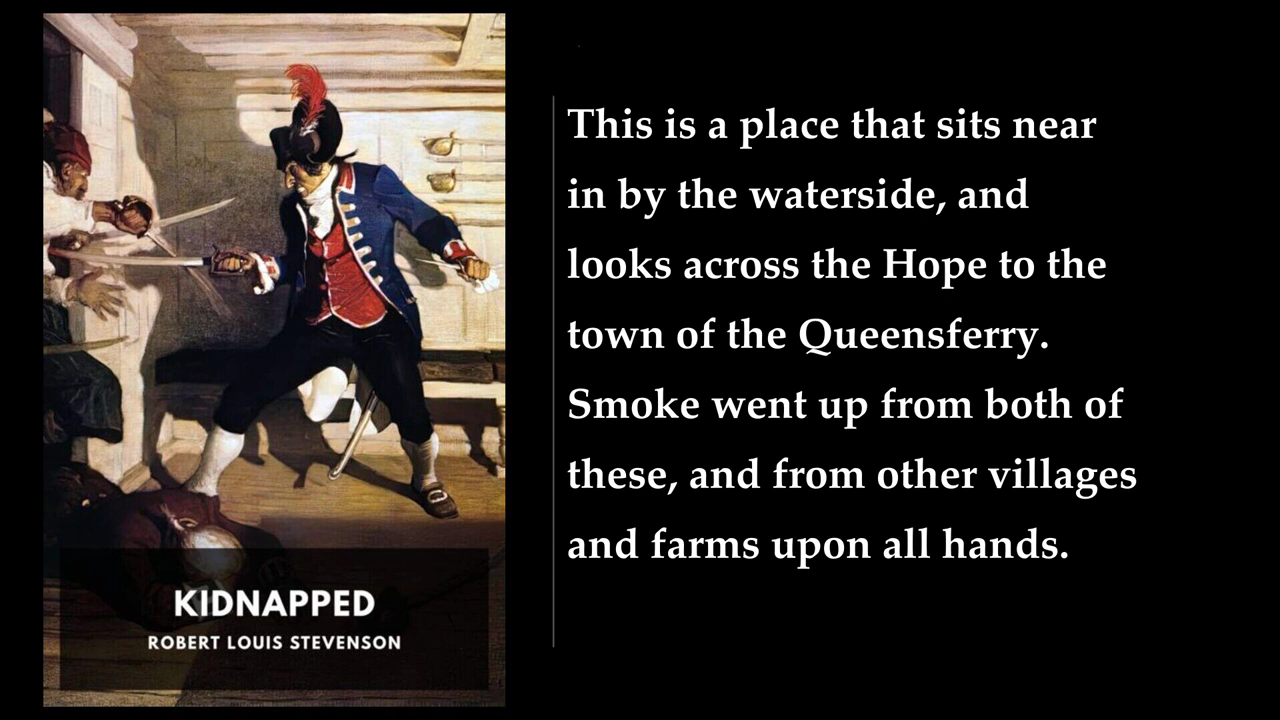 This is a place that sits near
in by the waterside, and
looks across the Hope to the
town of the Queensferry.
Smoke went up from both of
these, and from other villages
and farms upon all hands.
KIDNAPPED
ROBERT LOUIS STEVENSON